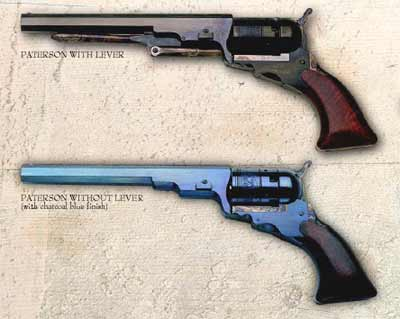 PATERSON WITH LEVER
PATERSON WITHOUT LEVER
(with charcoal blue finish)